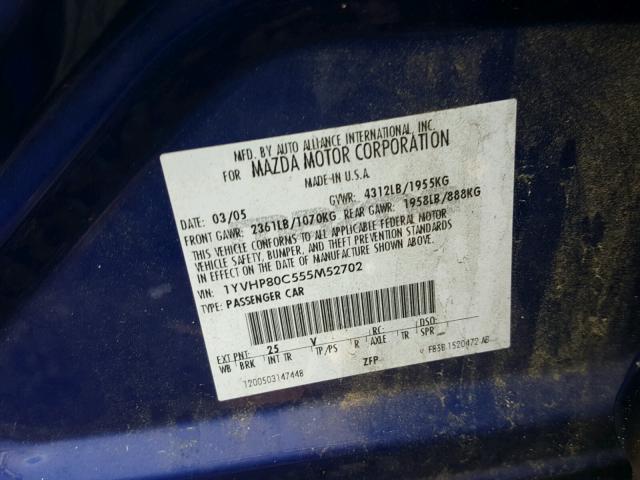 MFD. BY AUTO ALLIANCE INTERNATIONAL, INC.
FOR MAZDA MOTOR CORPORATION
MADE-IN U.S.A
DATE: 03/05 GVWR: 4312LB/1955KG
FRONT GAWR: 2361LB/1070KG REAR GAWR: 1958LB/888KG
THIS VEHICLE CONFORMS TO ALL APPLICABLE FEDERAL MOTOR
VEHICLE SAFETY, BUMPER, AND THEFT PREVENTION STANDARDS
IN EFFECT ON THE DATE OF MANUFACTURE SHOWN ABOVE.
VIN: 1YVHP80C555M52702
TYPE: PASSENGER CAR
EXT PNT: 25 V RC: DSO:
WB BRK INT TR TP/PS R AXLE TR SPR
ZFP V FB5B 1520472 AB
1200503147448